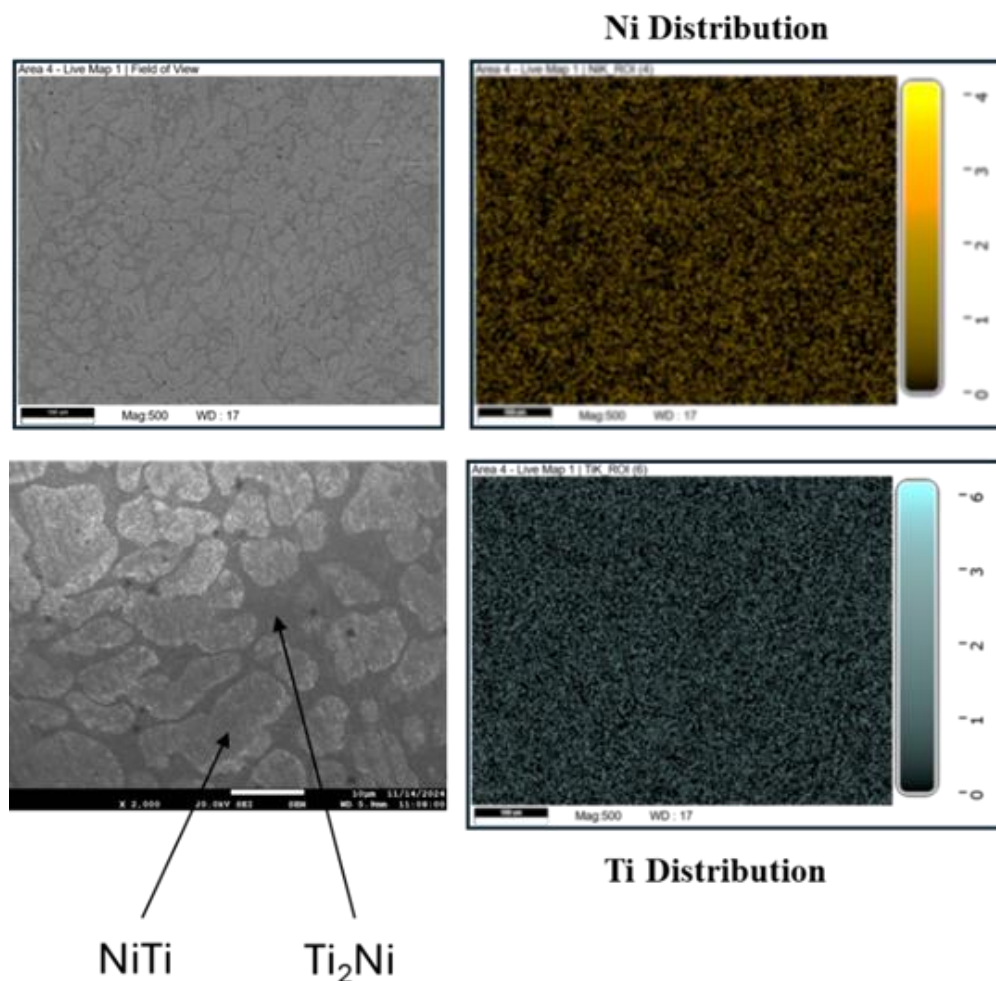 Ni Distribution
Area 4 - Live Map 1 | Field of View
Area 4 - Live Map 1 | NiK_ROI (4)
4
3
2
1
0
Mag:500 WD : 17
Mag:500 WD : 17
Area 4 - Live Map 1 | TiK_ROI (6)
6
3
2
1
0
10µm 11/14/2024
X 2,000 20.0kV SEI SEM WD 5.9mm 11:08:00
Mag:500 WD : 17
Ti Distribution
NiTi Ti₂Ni